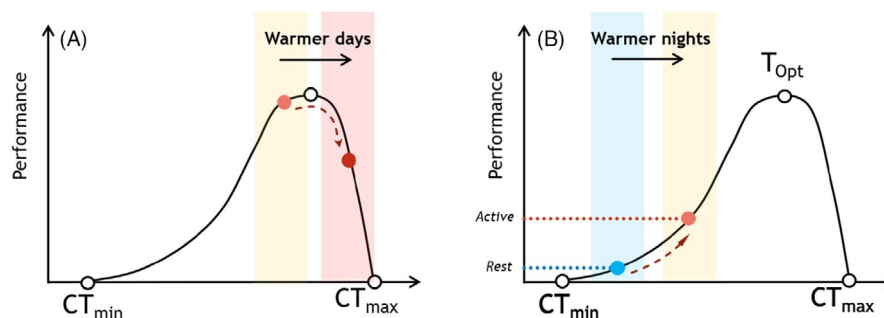 (A)
Warmer days
Performance
CTmin
CTmax
(B)
Warmer nights
TOpt
Performance
Active
Rest
CTmin
CTmax